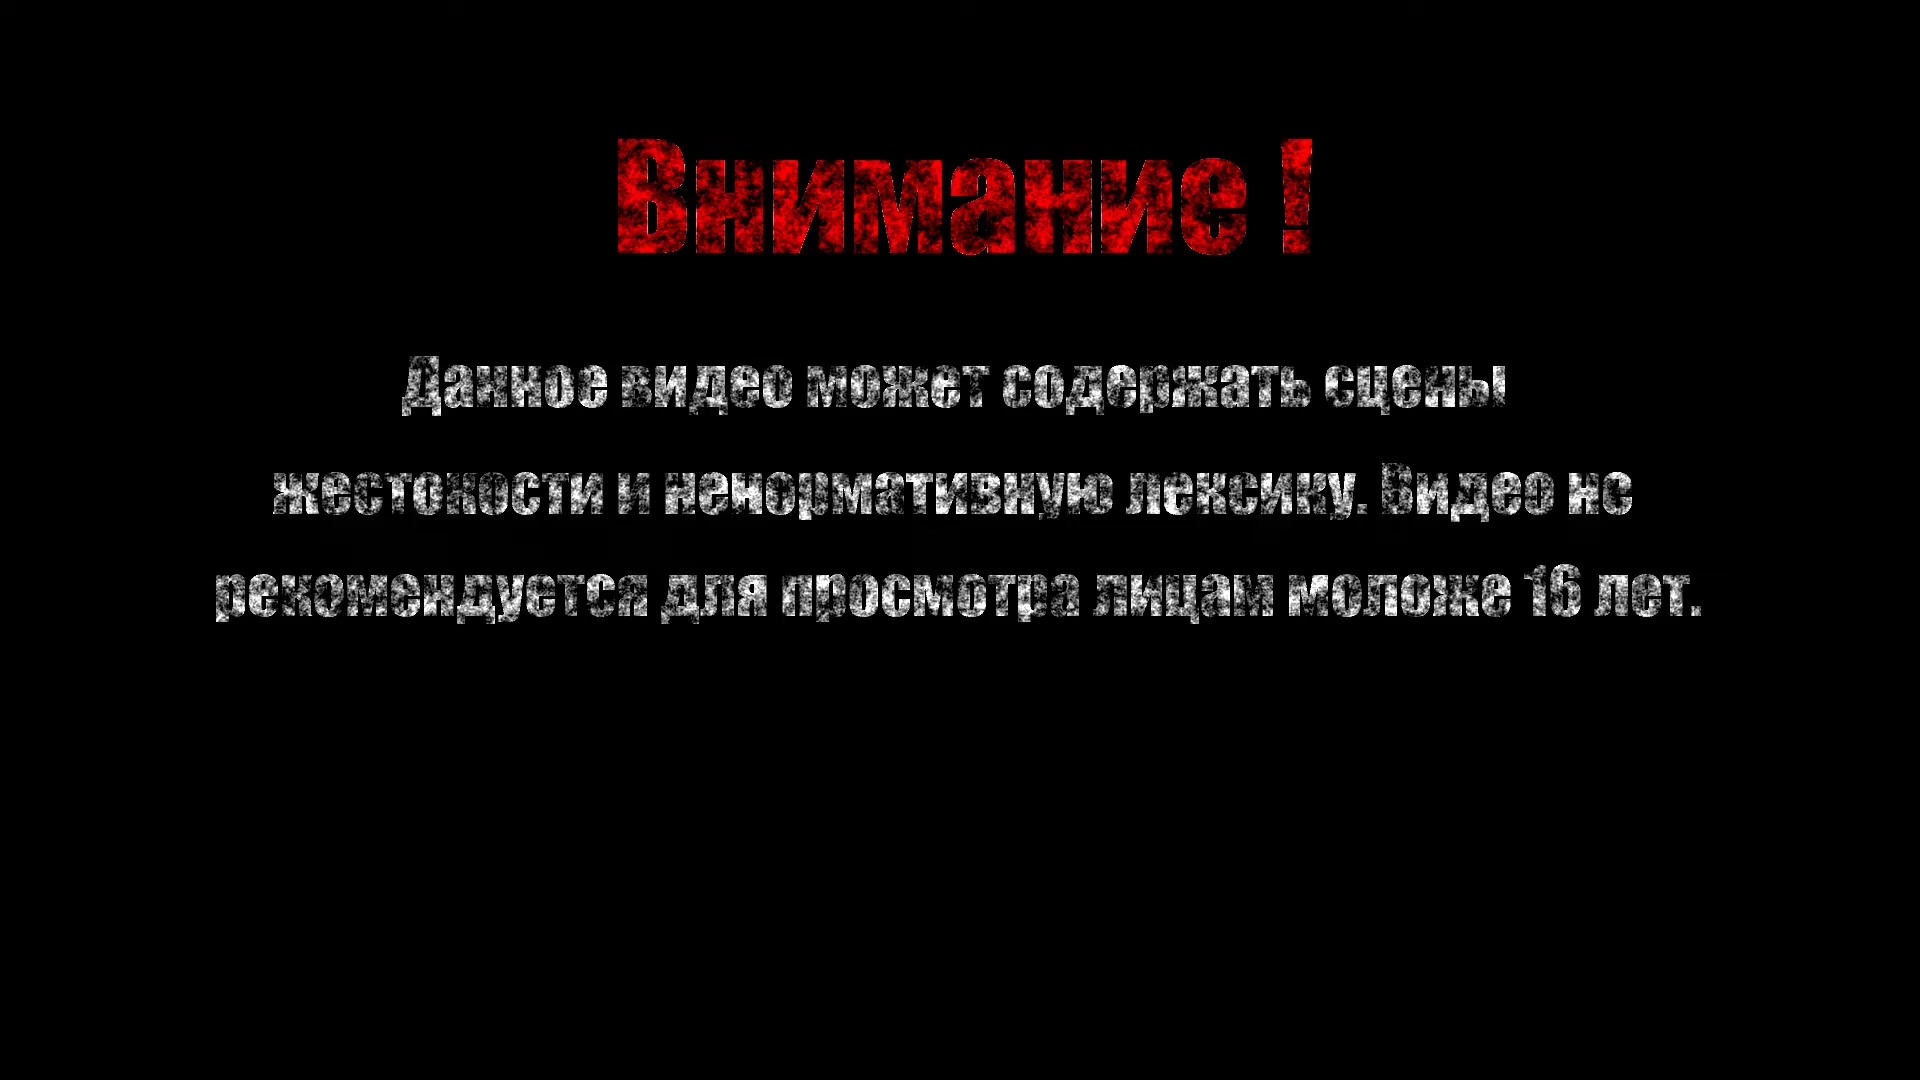 Внимание !
Данное видео может содержать сцены
жестокости и ненормативную лексику. Видео не
рекомендуется для просмотра лицам моложе 16 лет.